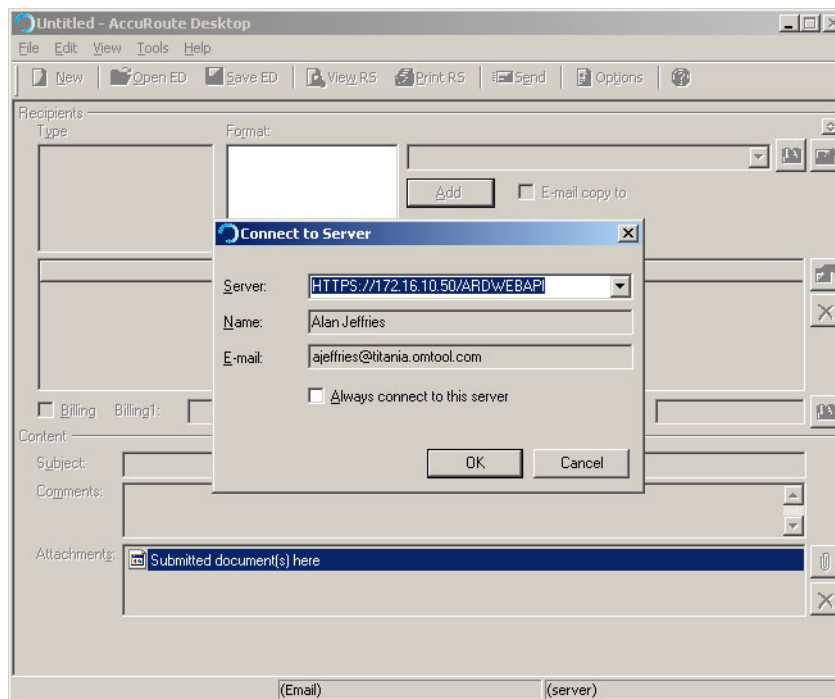 Untitled - AccuRoute Desktop
File Edit View Tools Help
New Open ED Save ED View RS Print RS Send Options
Recipients
Type Format:
Add E-mail copy to
Connect to Server
Server: HTTPS://172.16.10.50/ARDWEBAPI
Name: Alan Jeffries
E-mail: ajeffries@titania.omtool.com
Always connect to this server
Billing Billing1:
OK Cancel
Content
Subject:
Comments:
Attachments: Submitted document(s) here
(Email) (server)